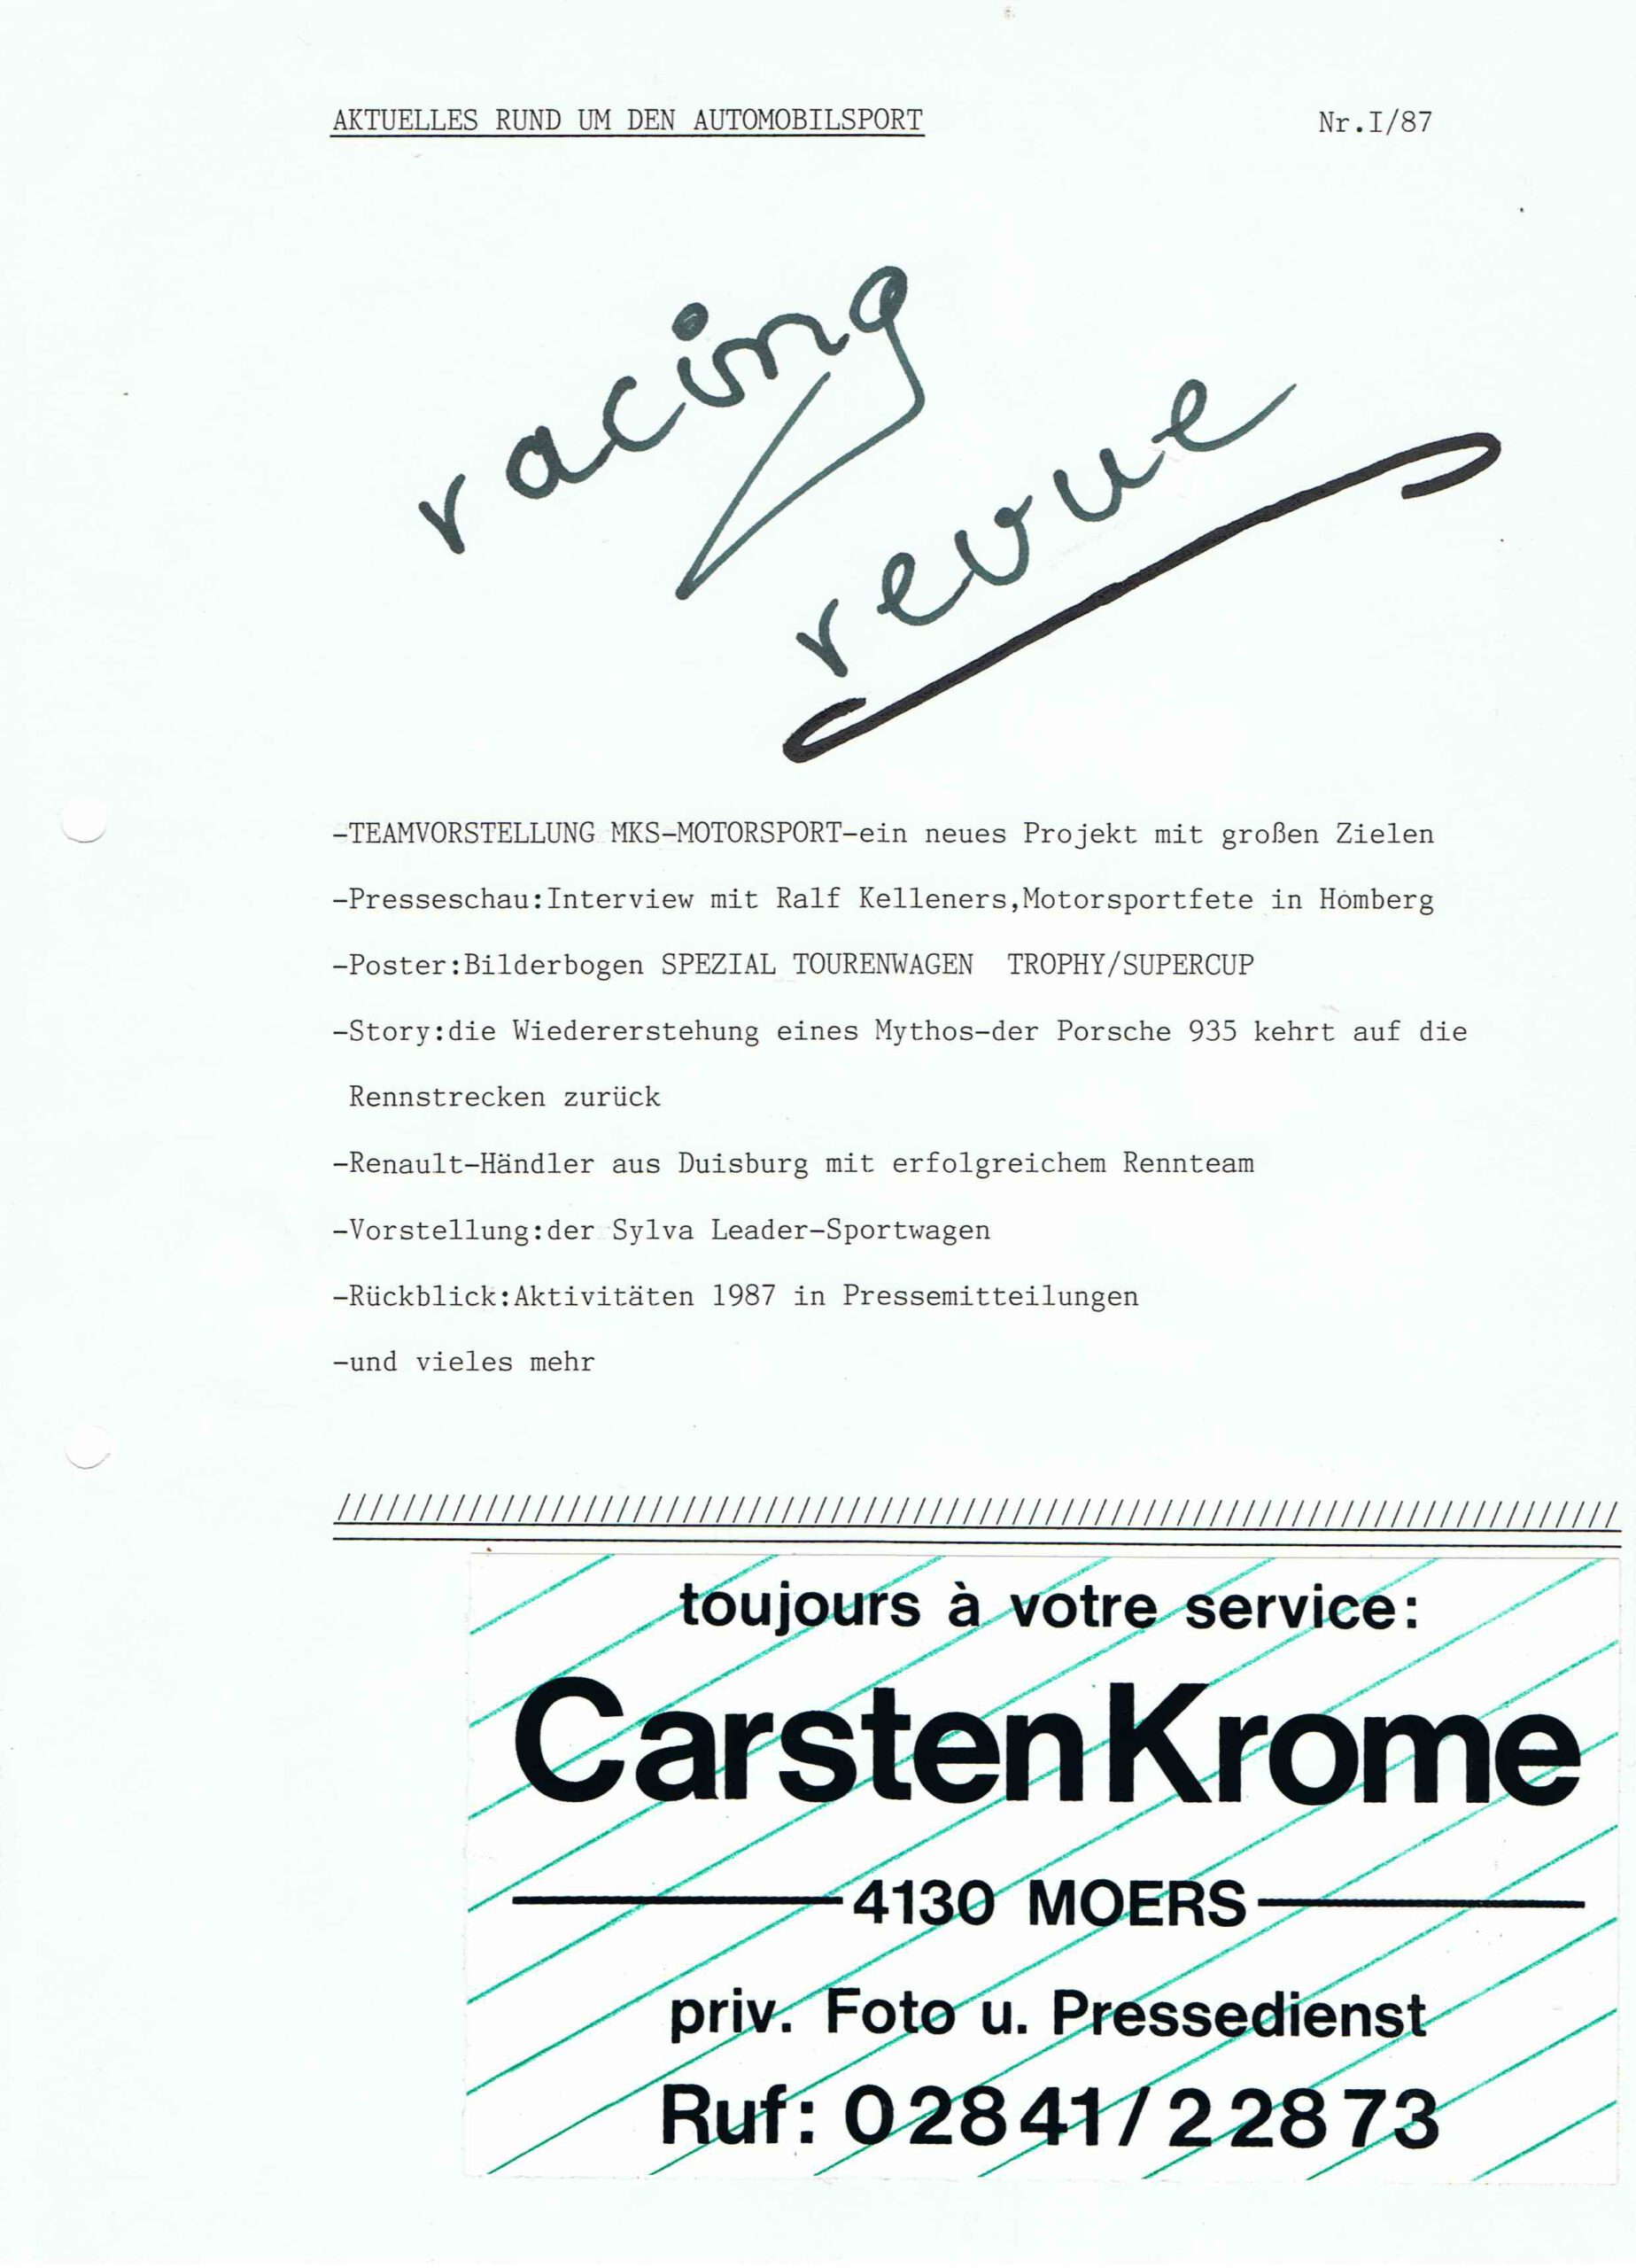 AKTUELLES RUND UM DEN AUTOMOBILSPORT Nr.I/87
racing
revue
-TEAMVORSTELLUNG MKS-MOTORSPORT-ein neues Projekt mit großen Zielen
-Presseschau:Interview mit Ralf Kelleners,Motorsportfete in Homberg
-Poster:Bilderbogen SPEZIAL TOURENWAGEN TROPHY/SUPERCUP
-Story:die Wiedererstehung eines Mythos-der Porsche 935 kehrt auf die
Rennstrecken zurück
-Renault-Händler aus Duisburg mit erfolgreichem Rennteam
-Vorstellung:der Sylva Leader-Sportwagen
-Rückblick:Aktivitäten 1987 in Pressemitteilungen
-und vieles mehr
toujours à votre service:
Carsten Krome
4130 MOERS
priv. Foto u. Pressedienst
Ruf: 02841/22873